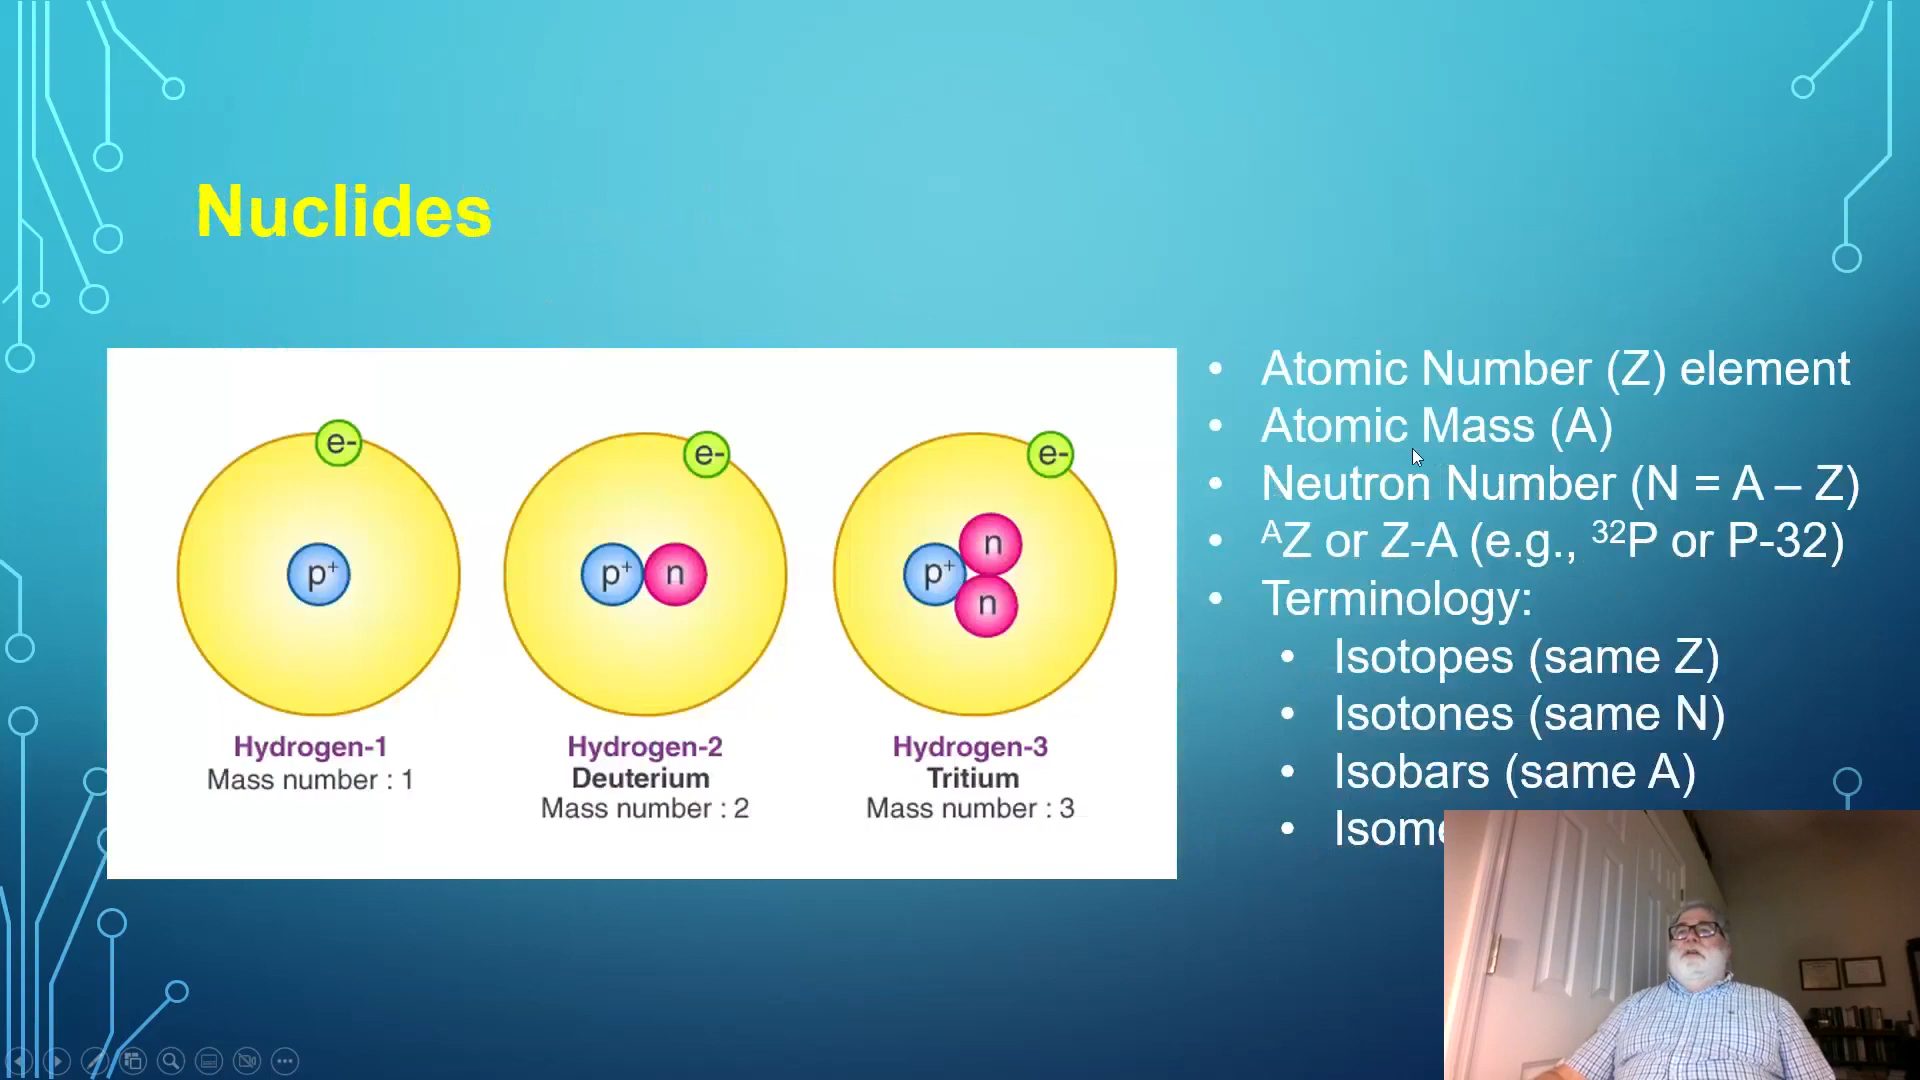 Nuclides
e-
e-
e-
p⁺
p⁺ n
p⁺ n
n
Hydrogen-1
Mass number : 1
Hydrogen-2
Deuterium
Mass number : 2
Hydrogen-3
Tritium
Mass number : 3
• Atomic Number (Z) element
• Atomic Mass (A)
• Neutron Number (N = A – Z)
• ᴬZ or Z-A (e.g., ³²P or P-32)
• Terminology:
• Isotopes (same Z)
• Isotones (same N)
• Isobars (same A)